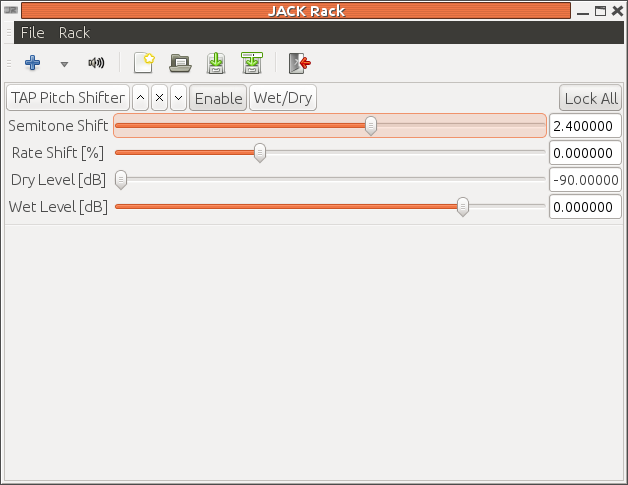 JACK Rack
File Rack
TAP Pitch Shifter Enable Wet/Dry Lock All
Semitone Shift 2.400000
Rate Shift [%] 0.000000
Dry Level [dB] -90.00000
Wet Level [dB] 0.000000